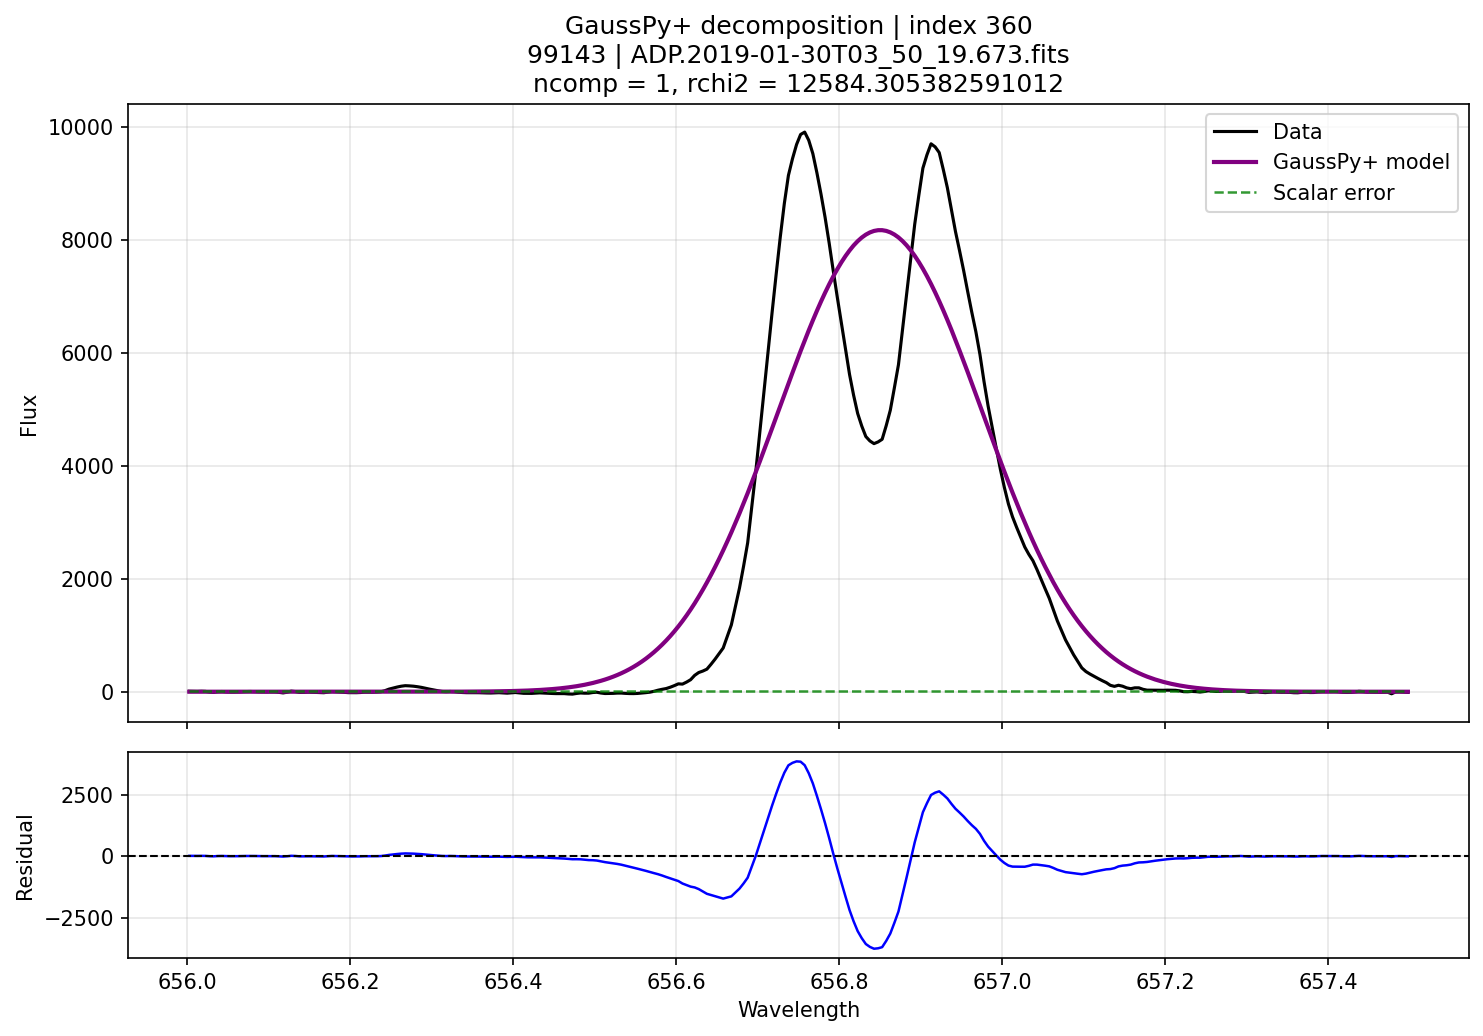 GaussPy+ decomposition | index 360
99143 | ADP.2019-01-30T03_50_19.673.fits
ncomp = 1, rchi2 = 12584.305382591012
Data
GaussPy+ model
Scalar error
Flux
10000
8000
6000
4000
2000
0
Residual
2500
0
−2500
656.0 656.2 656.4 656.6 656.8 657.0 657.2 657.4
Wavelength